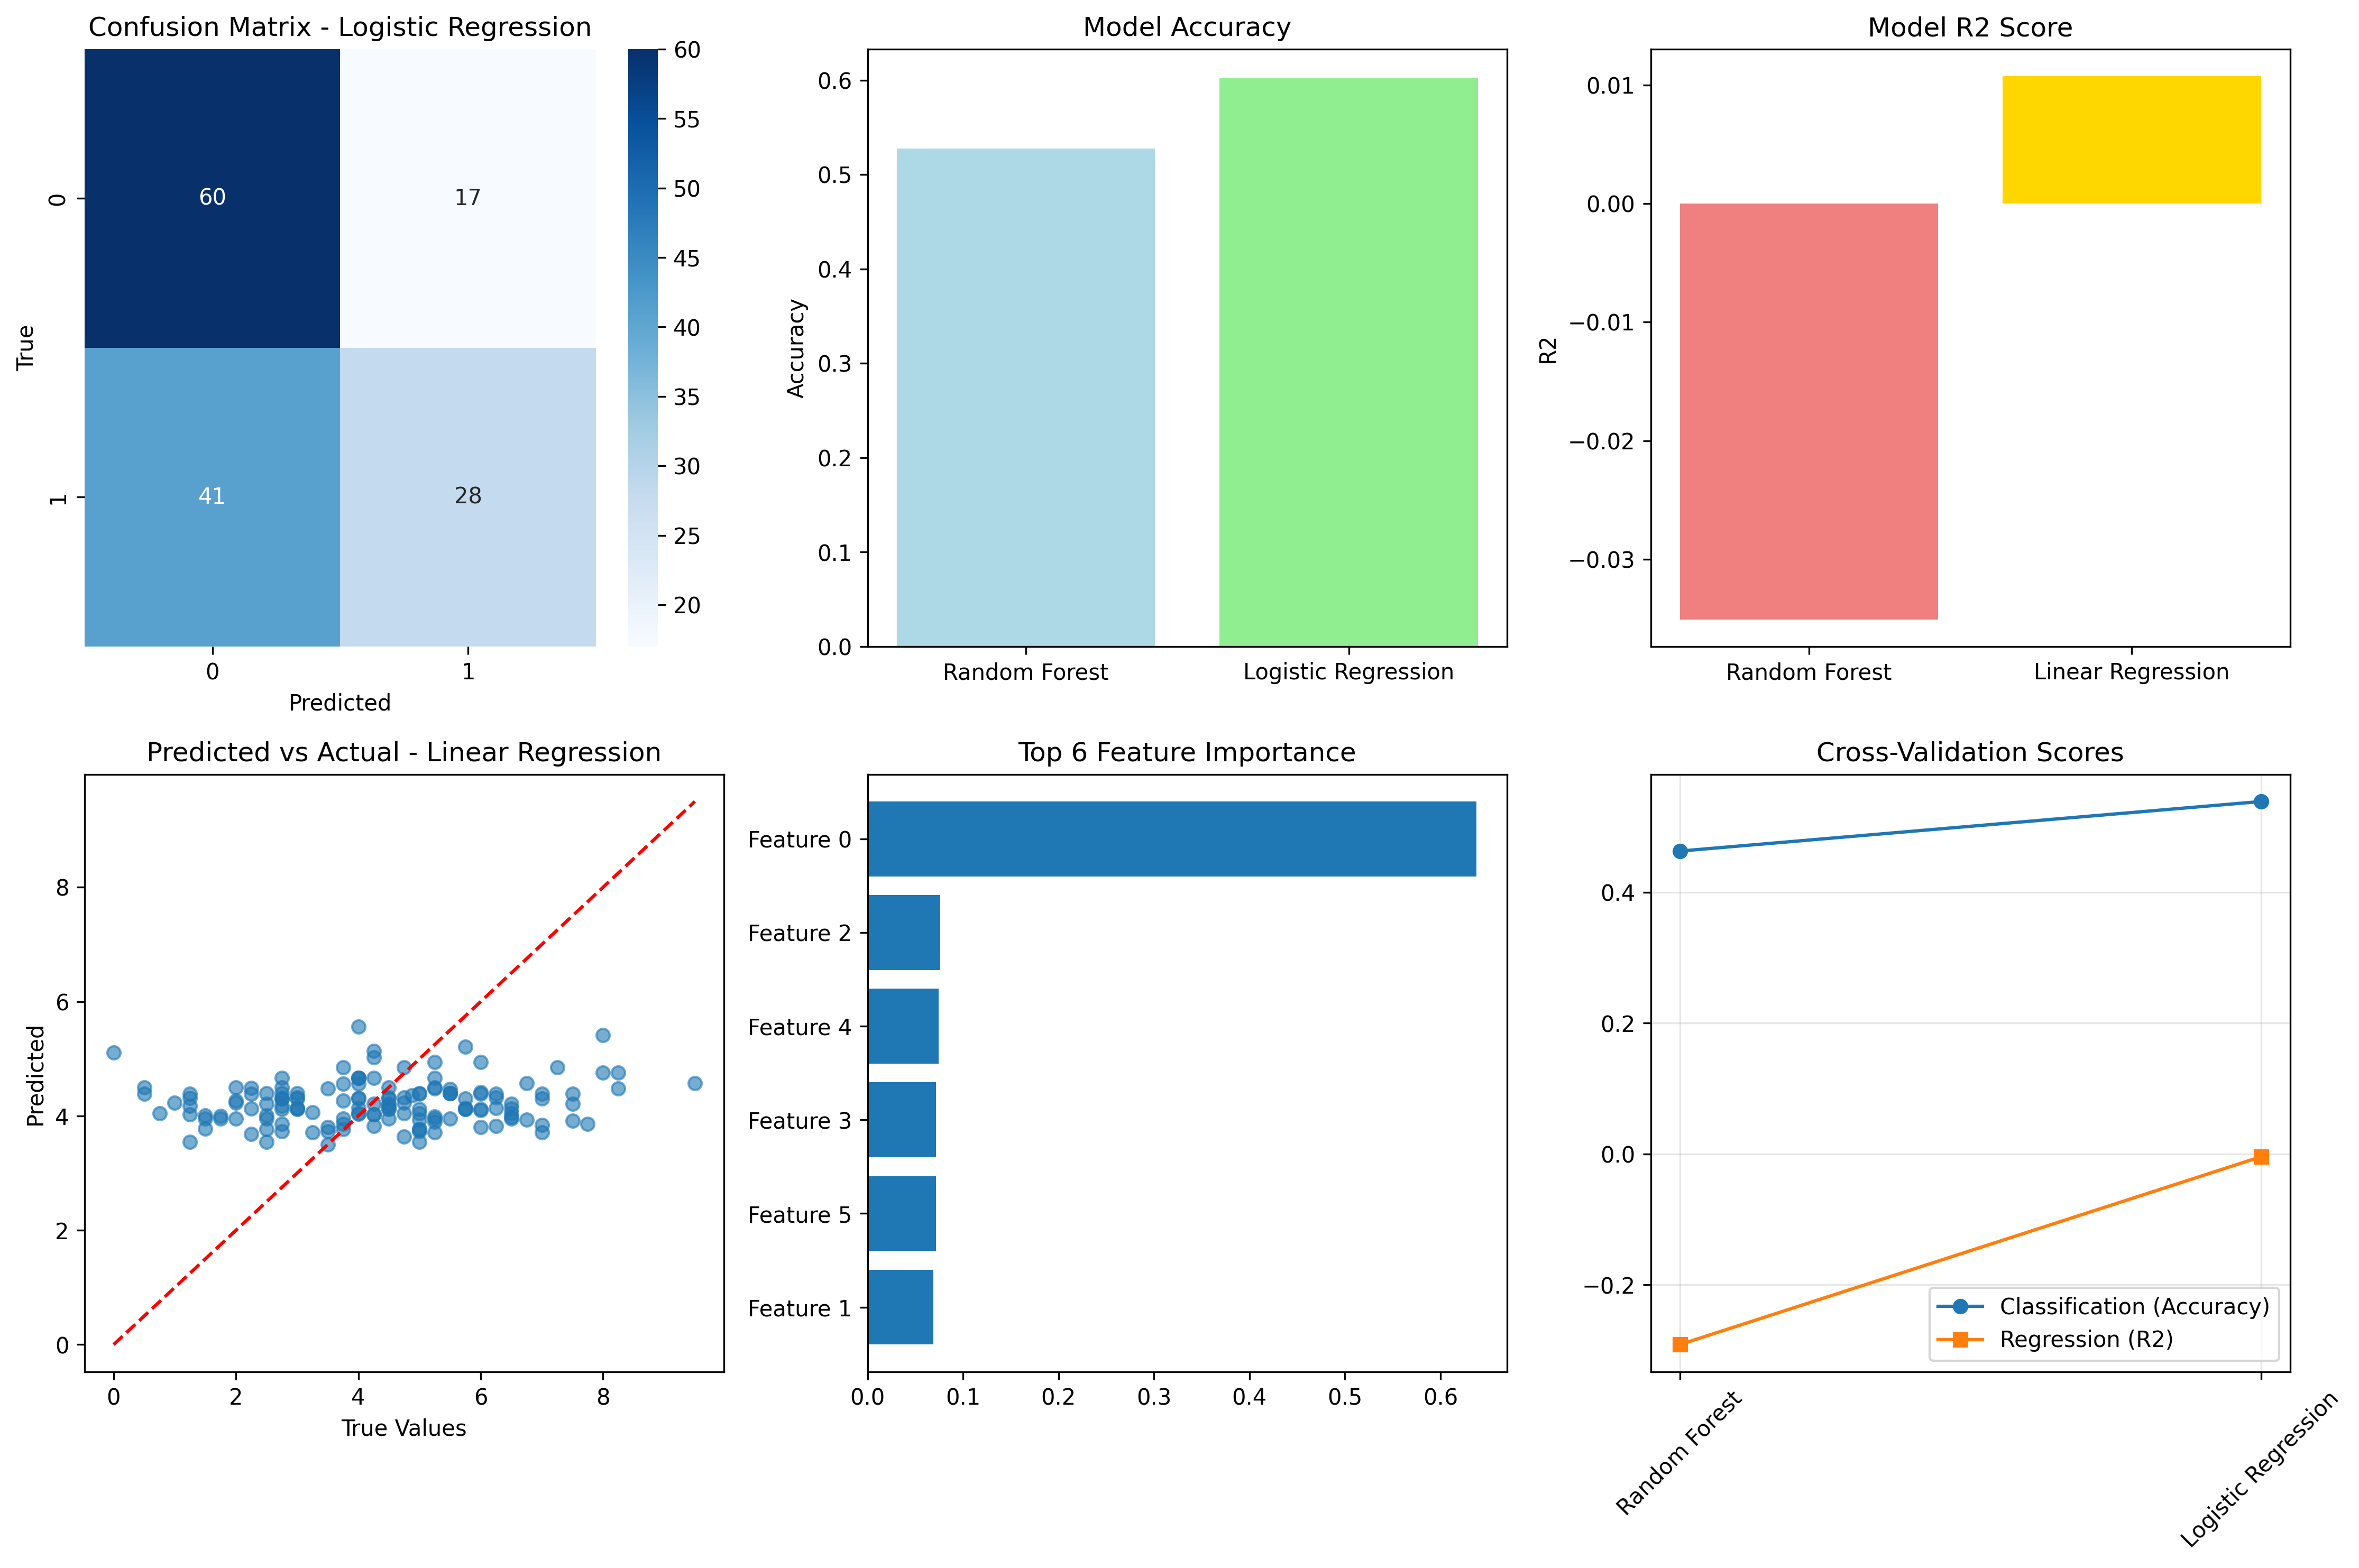 Confusion Matrix - Logistic Regression
60
17
41
28
True
0
1
0
1
Predicted
60
55
50
45
40
35
30
25
20
Model Accuracy
Accuracy
0.6
0.5
0.4
0.3
0.2
0.1
0.0
Random Forest
Logistic Regression
Model R2 Score
R2
0.01
0.00
−0.01
−0.02
−0.03
Random Forest
Linear Regression
Predicted vs Actual - Linear Regression
Predicted
8
6
4
2
0
0
2
4
6
8
True Values
Top 6 Feature Importance
Feature 0
Feature 2
Feature 4
Feature 3
Feature 5
Feature 1
0.0
0.1
0.2
0.3
0.4
0.5
0.6
Cross-Validation Scores
0.4
0.2
0.0
−0.2
Classification (Accuracy)
Regression (R2)
Random Forest
Logistic Regression